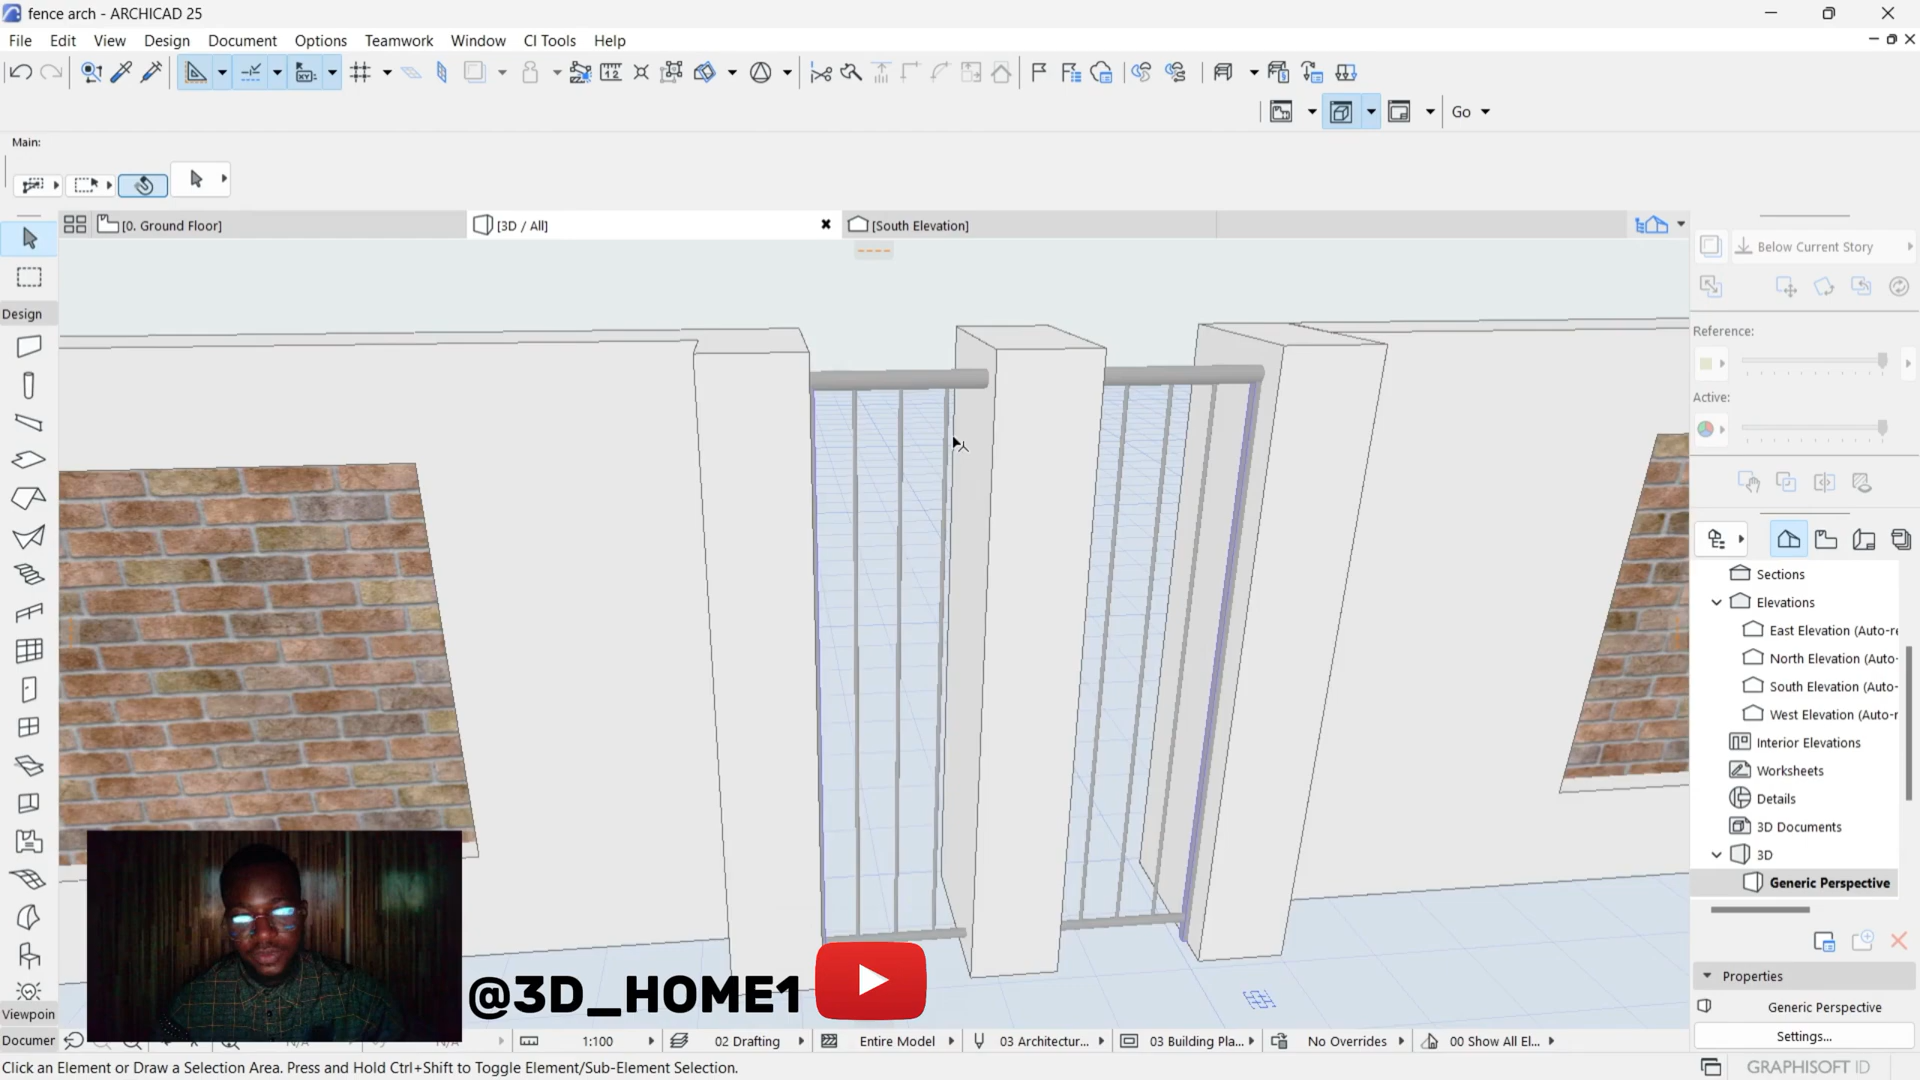 fence arch - ARCHICAD 25
File Edit View Design Document Options Teamwork Window CI Tools Help
Go
Main:
[0. Ground Floor]
[3D / All]
[South Elevation]
Design
Viewpoin
Documer
Below Current Story
Reference:
Active:
Sections
Elevations
East Elevation (Auto-re
North Elevation (Auto-
South Elevation (Auto-
West Elevation (Auto-r
Interior Elevations
Worksheets
Details
3D Documents
3D
Generic Perspective
Properties
Generic Perspective
Settings...
@3D_HOME1
N/A N/A 1:100 02 Drafting Entire Model 03 Architectur... 03 Building Pla... No Overrides 00 Show All El...
Click an Element or Draw a Selection Area. Press and Hold Ctrl+Shift to Toggle Element/Sub-Element Selection.
GRAPHISOFT ID